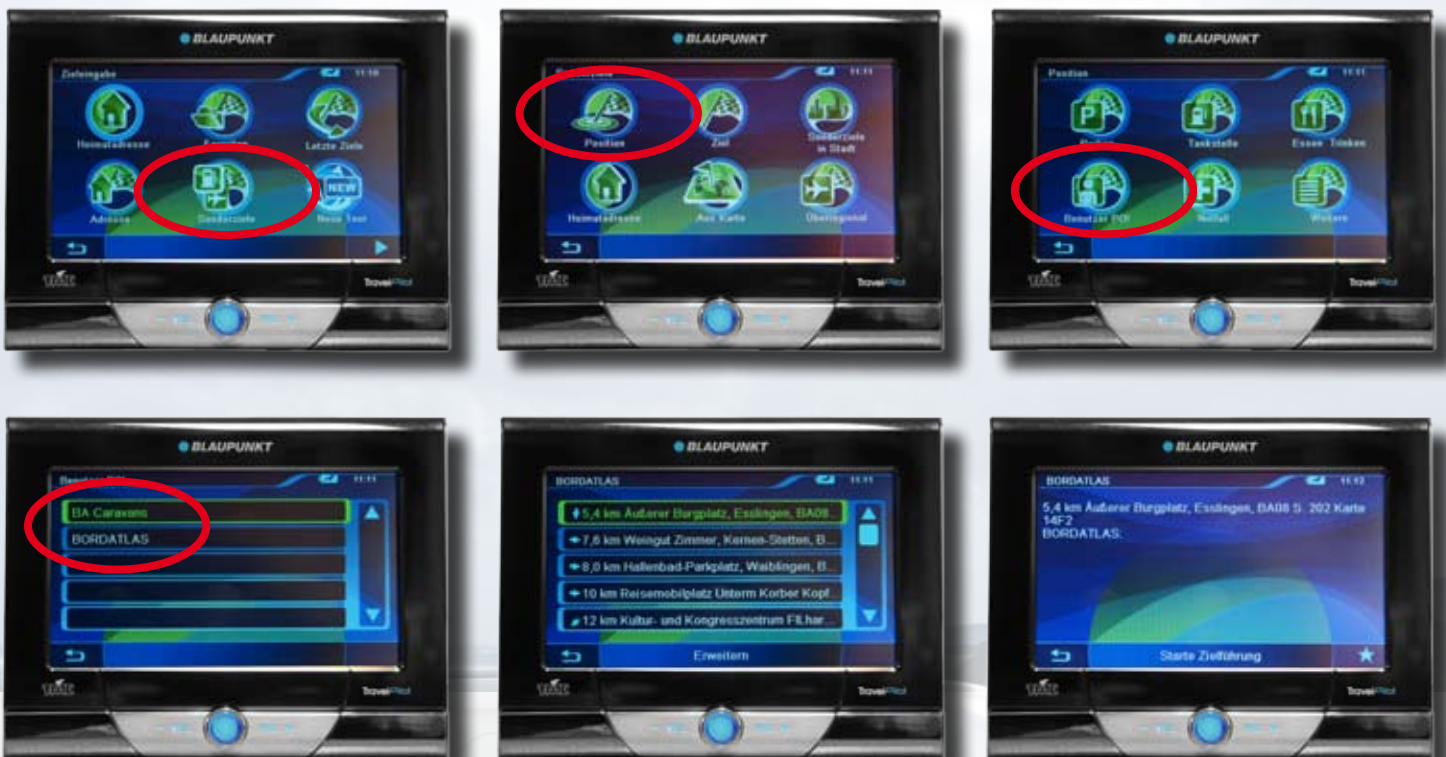 BLAUPUNKT
Zieleingabe 11:10
Heimatadresse Letzte Ziele
Adresse Sonderziele Neue Tour
NEW
TMC TravelPilot
BLAUPUNKT
11:11
Position Ziel Sonderziele
in Stadt
Heimatadresse Aus Karte Überregional
TMC TravelPilot
BLAUPUNKT
Position 11:11
P
Tankstelle Essen Trinken
Benutzer POI Notfall Weitere
TMC TravelPilot
BLAUPUNKT
Benutzer POI 11:11
BA Caravans
BORDATLAS
TMC TravelPilot
BLAUPUNKT
BORDATLAS 11:11
5,4 km Äußerer Burgplatz, Esslingen, BA08...
7,6 km Weingut Zimmer, Kernen-Stetten, B...
8,0 km Hallenbad-Parkplatz, Waiblingen, B...
10 km Reisemobilplatz Unterm Korber Kopf...
12 km Kultur- und Kongresszentrum FILhar...
Erweitern
TMC TravelPilot
BLAUPUNKT
BORDATLAS 11:12
5,4 km Äußerer Burgplatz, Esslingen, BA08 S. 202 Karte
14F2
BORDATLAS:
Starte Zielführung
TMC TravelPilot